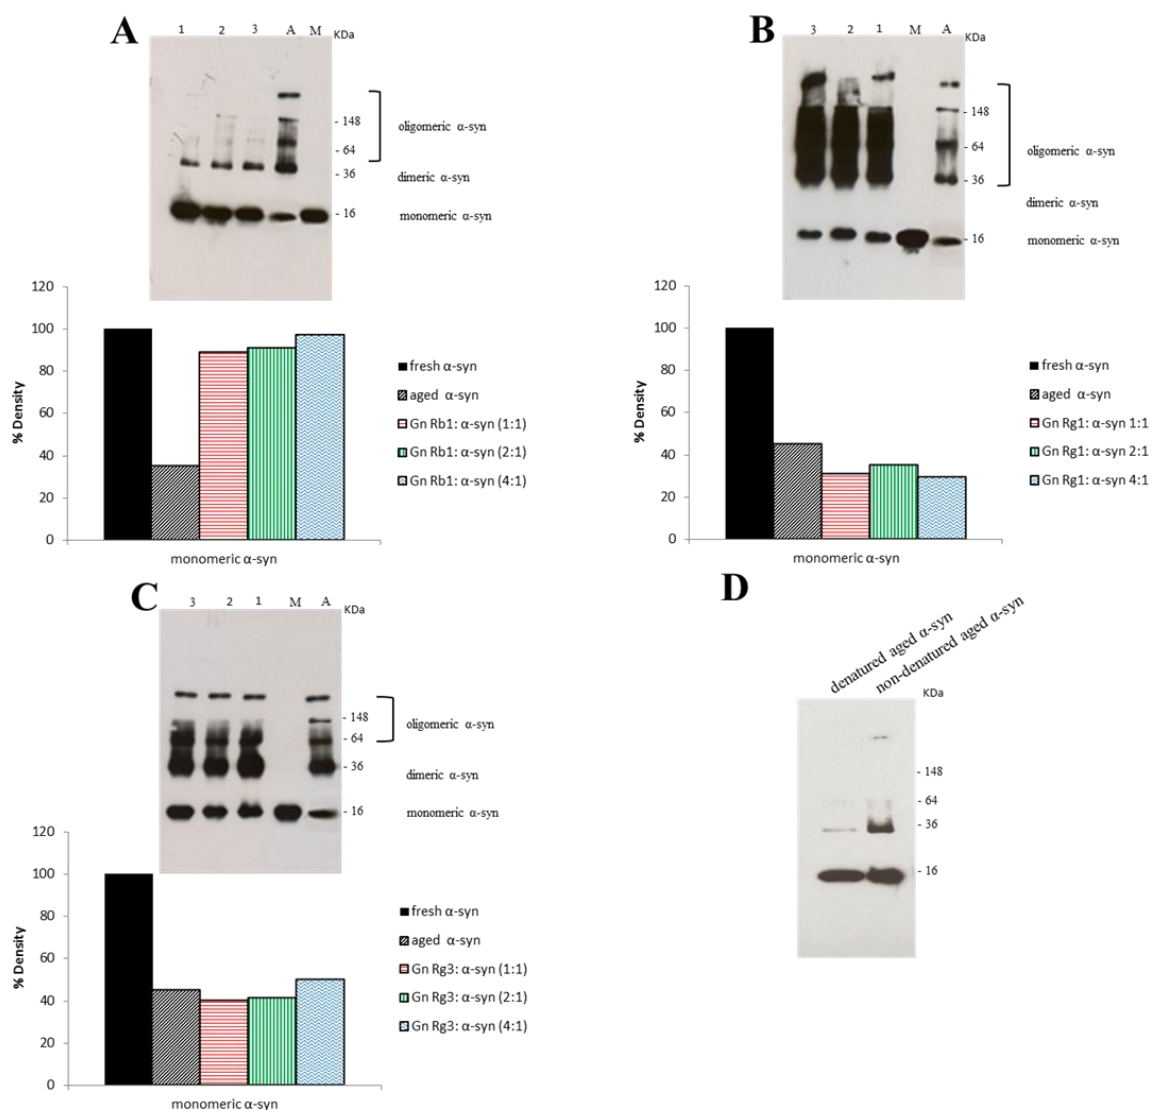 A
1 2 3 A M
KDa
- 148
oligomeric α-syn
- 64
- 36
dimeric α-syn
- 16
monomeric α-syn
120
100
80
60
40
20
0
% Density
monomeric α-syn
fresh α-syn
aged α-syn
Gn Rb1: α-syn (1:1)
Gn Rb1: α-syn (2:1)
Gn Rb1: α-syn (4:1)
B
3 2 1 M A
KDa
- 148
- 64
oligomeric α-syn
- 36
dimeric α-syn
- 16
monomeric α-syn
120
100
80
60
40
20
0
% Density
monomeric α-syn
fresh α-syn
aged α-syn
Gn Rg1: α-syn 1:1
Gn Rg1: α-syn 2:1
Gn Rg1: α-syn 4:1
C
3 2 1 M A
KDa
- 148
oligomeric α-syn
- 64
- 36
dimeric α-syn
- 16
monomeric α-syn
120
100
80
60
40
20
0
% Density
monomeric α-syn
fresh α-syn
aged α-syn
Gn Rg3: α-syn (1:1)
Gn Rg3: α-syn (2:1)
Gn Rg3: α-syn (4:1)
D
denatured aged α-syn
non-denatured aged α-syn
KDa
- 148
- 64
- 36
- 16